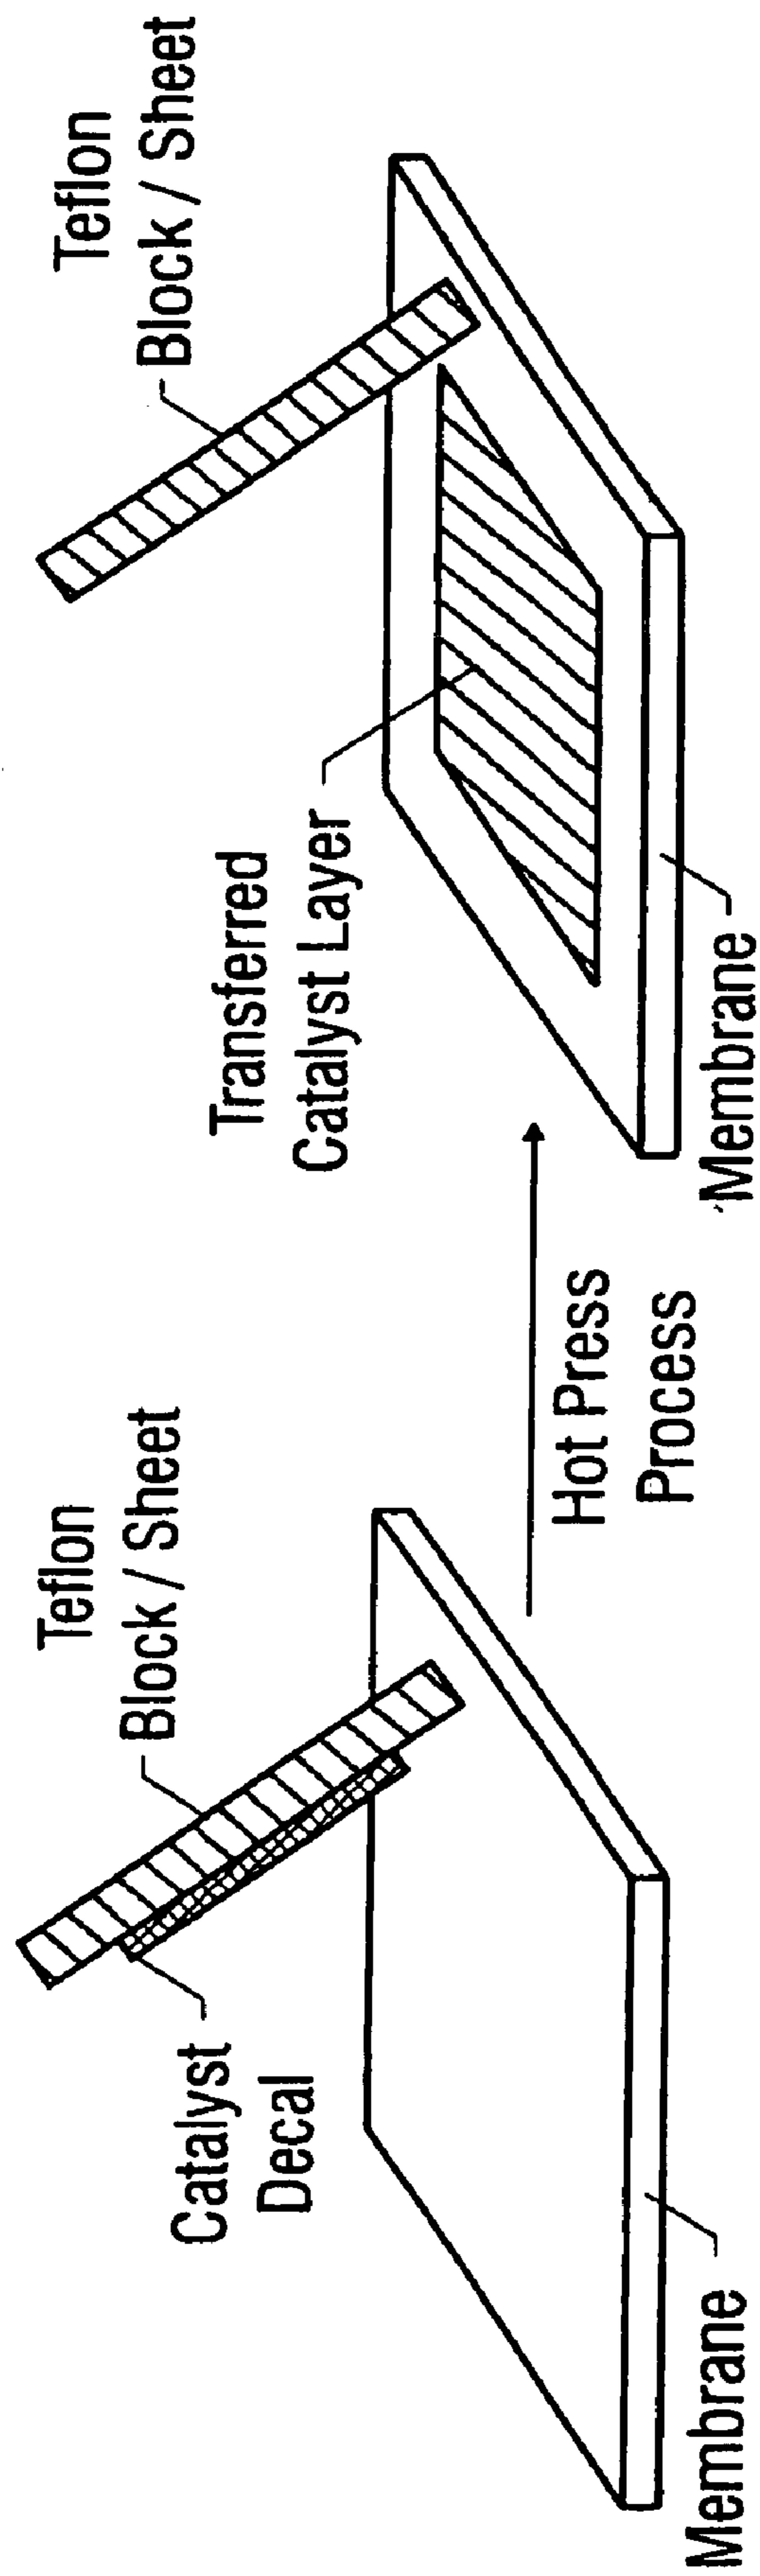 Teflon
Block / Sheet
Catalyst
Decal
Membrane
Hot Press
Process
Teflon
Block / Sheet
Transferred
Catalyst Layer
Membrane